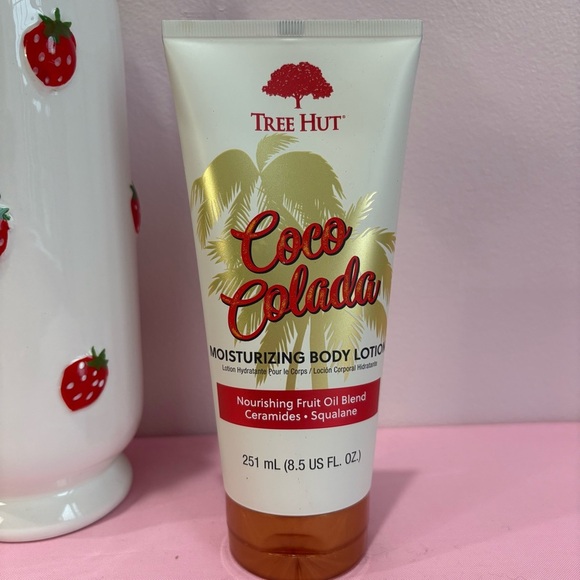 TREE HUT®
Coco
Colada
MOISTURIZING BODY LOTION
Lotion Hydratante Pour le Corps / Loción Corporal Hidratante
Nourishing Fruit Oil Blend
Ceramides • Squalane
251 mL (8.5 US FL. OZ.)